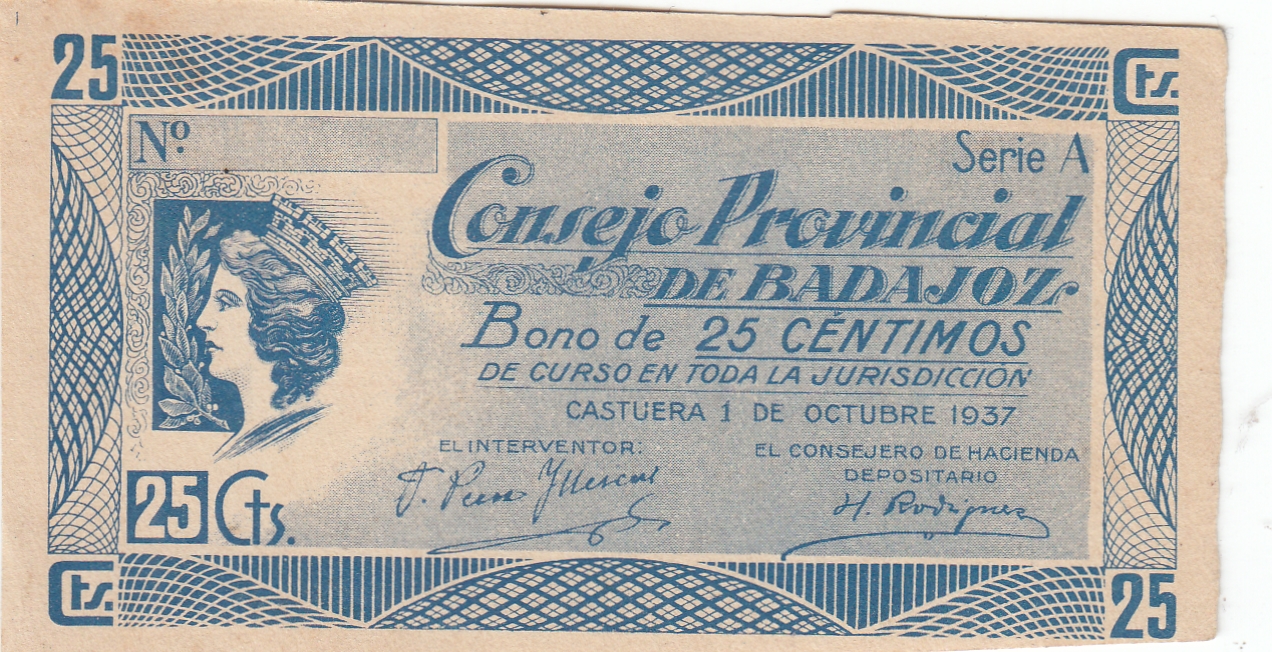 25 Cts.
Nº
Serie A
Consejo Provincial
DE BADAJOZ
Bono de 25 CÉNTIMOS
DE CURSO EN TODA LA JURISDICCIÓN
CASTUERA 1 DE OCTUBRE 1937
EL INTERVENTOR:
EL CONSEJERO DE HACIENDA
DEPOSITARIO
H. Rodriguez
25 Cts.
Cts. 25